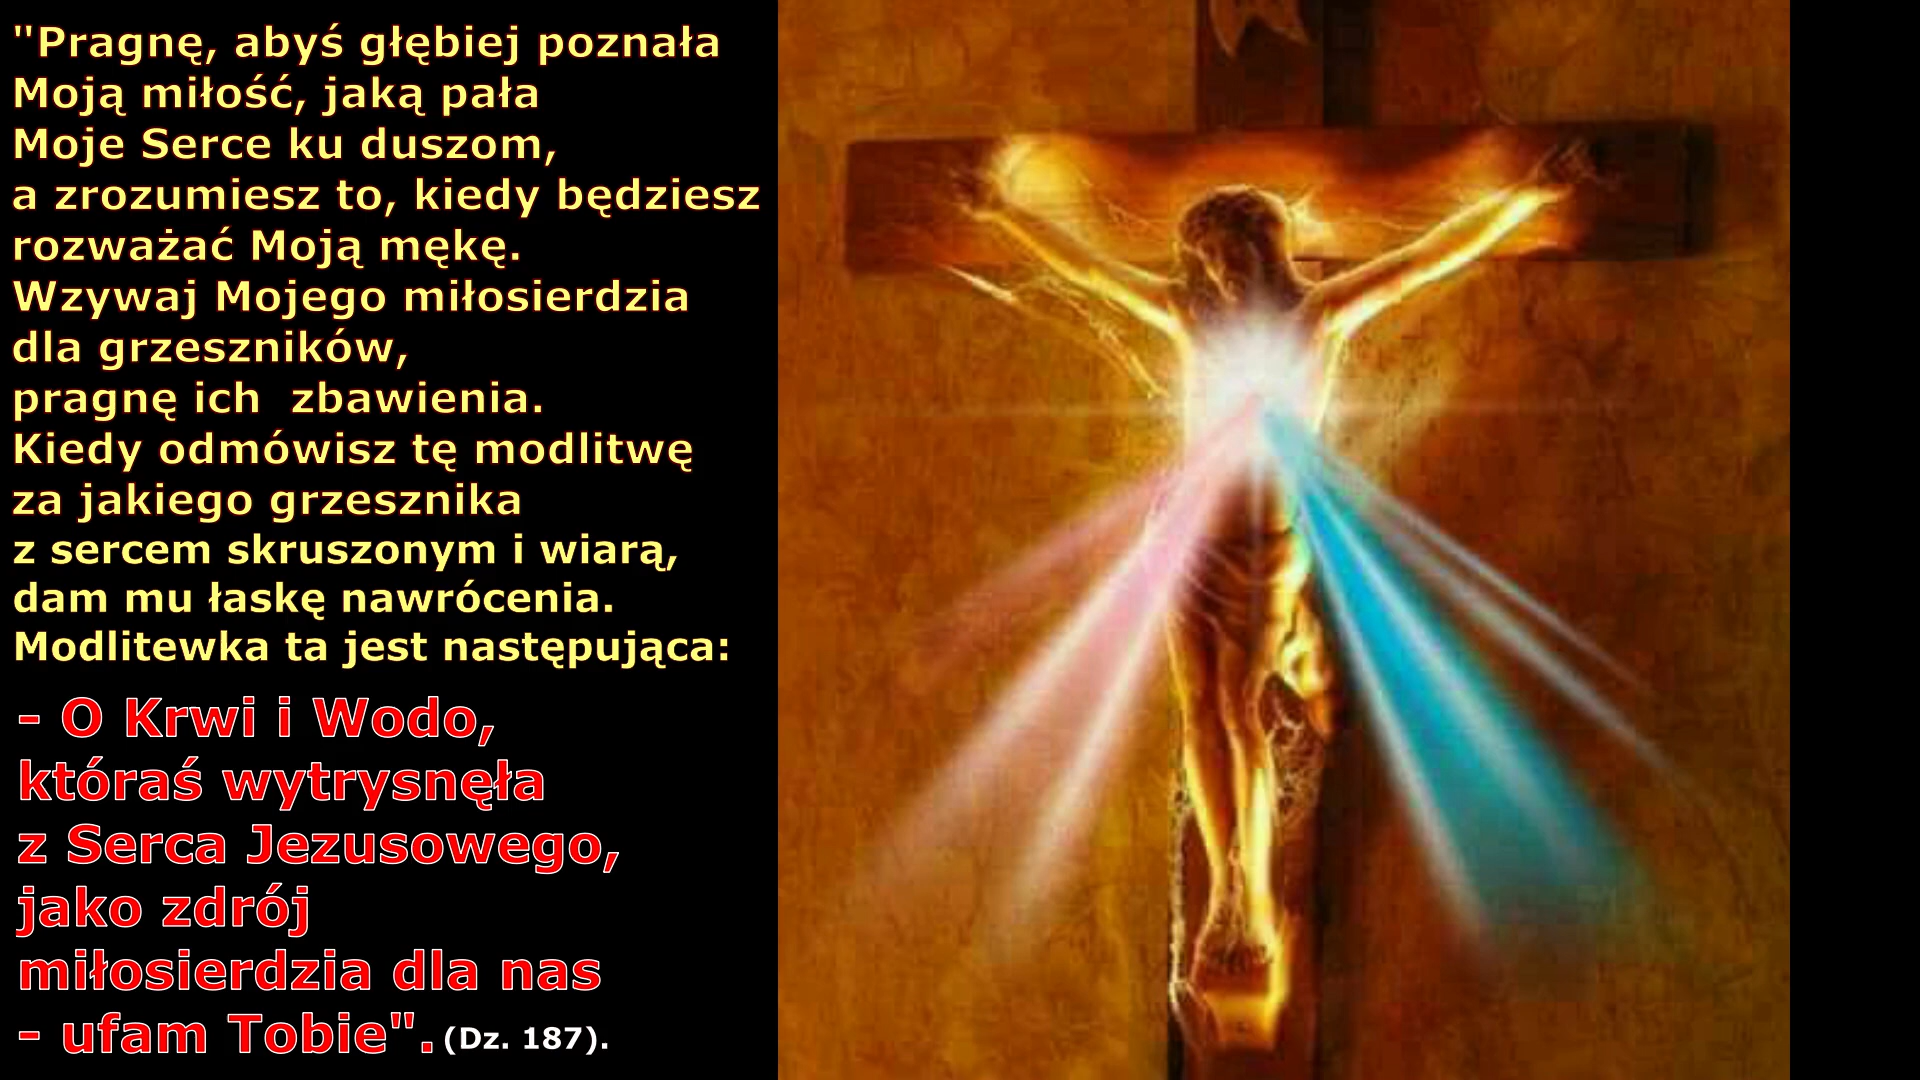 "Pragnę, abyś głębiej poznała
Moją miłość, jaką pała
Moje Serce ku duszom,
a zrozumiesz to, kiedy będziesz
rozważać Moją mękę.
Wzywaj Mojego miłosierdzia
dla grzeszników,
pragnę ich  zbawienia.
Kiedy odmówisz tę modlitwę
za jakiego grzesznika
z sercem skruszonym i wiarą,
dam mu łaskę nawrócenia.
Modlitewka ta jest następująca:
- O Krwi i Wodo,
któraś wytrysnęła
z Serca Jezusowego,
jako zdrój
miłosierdzia dla nas
- ufam Tobie". (Dz. 187).